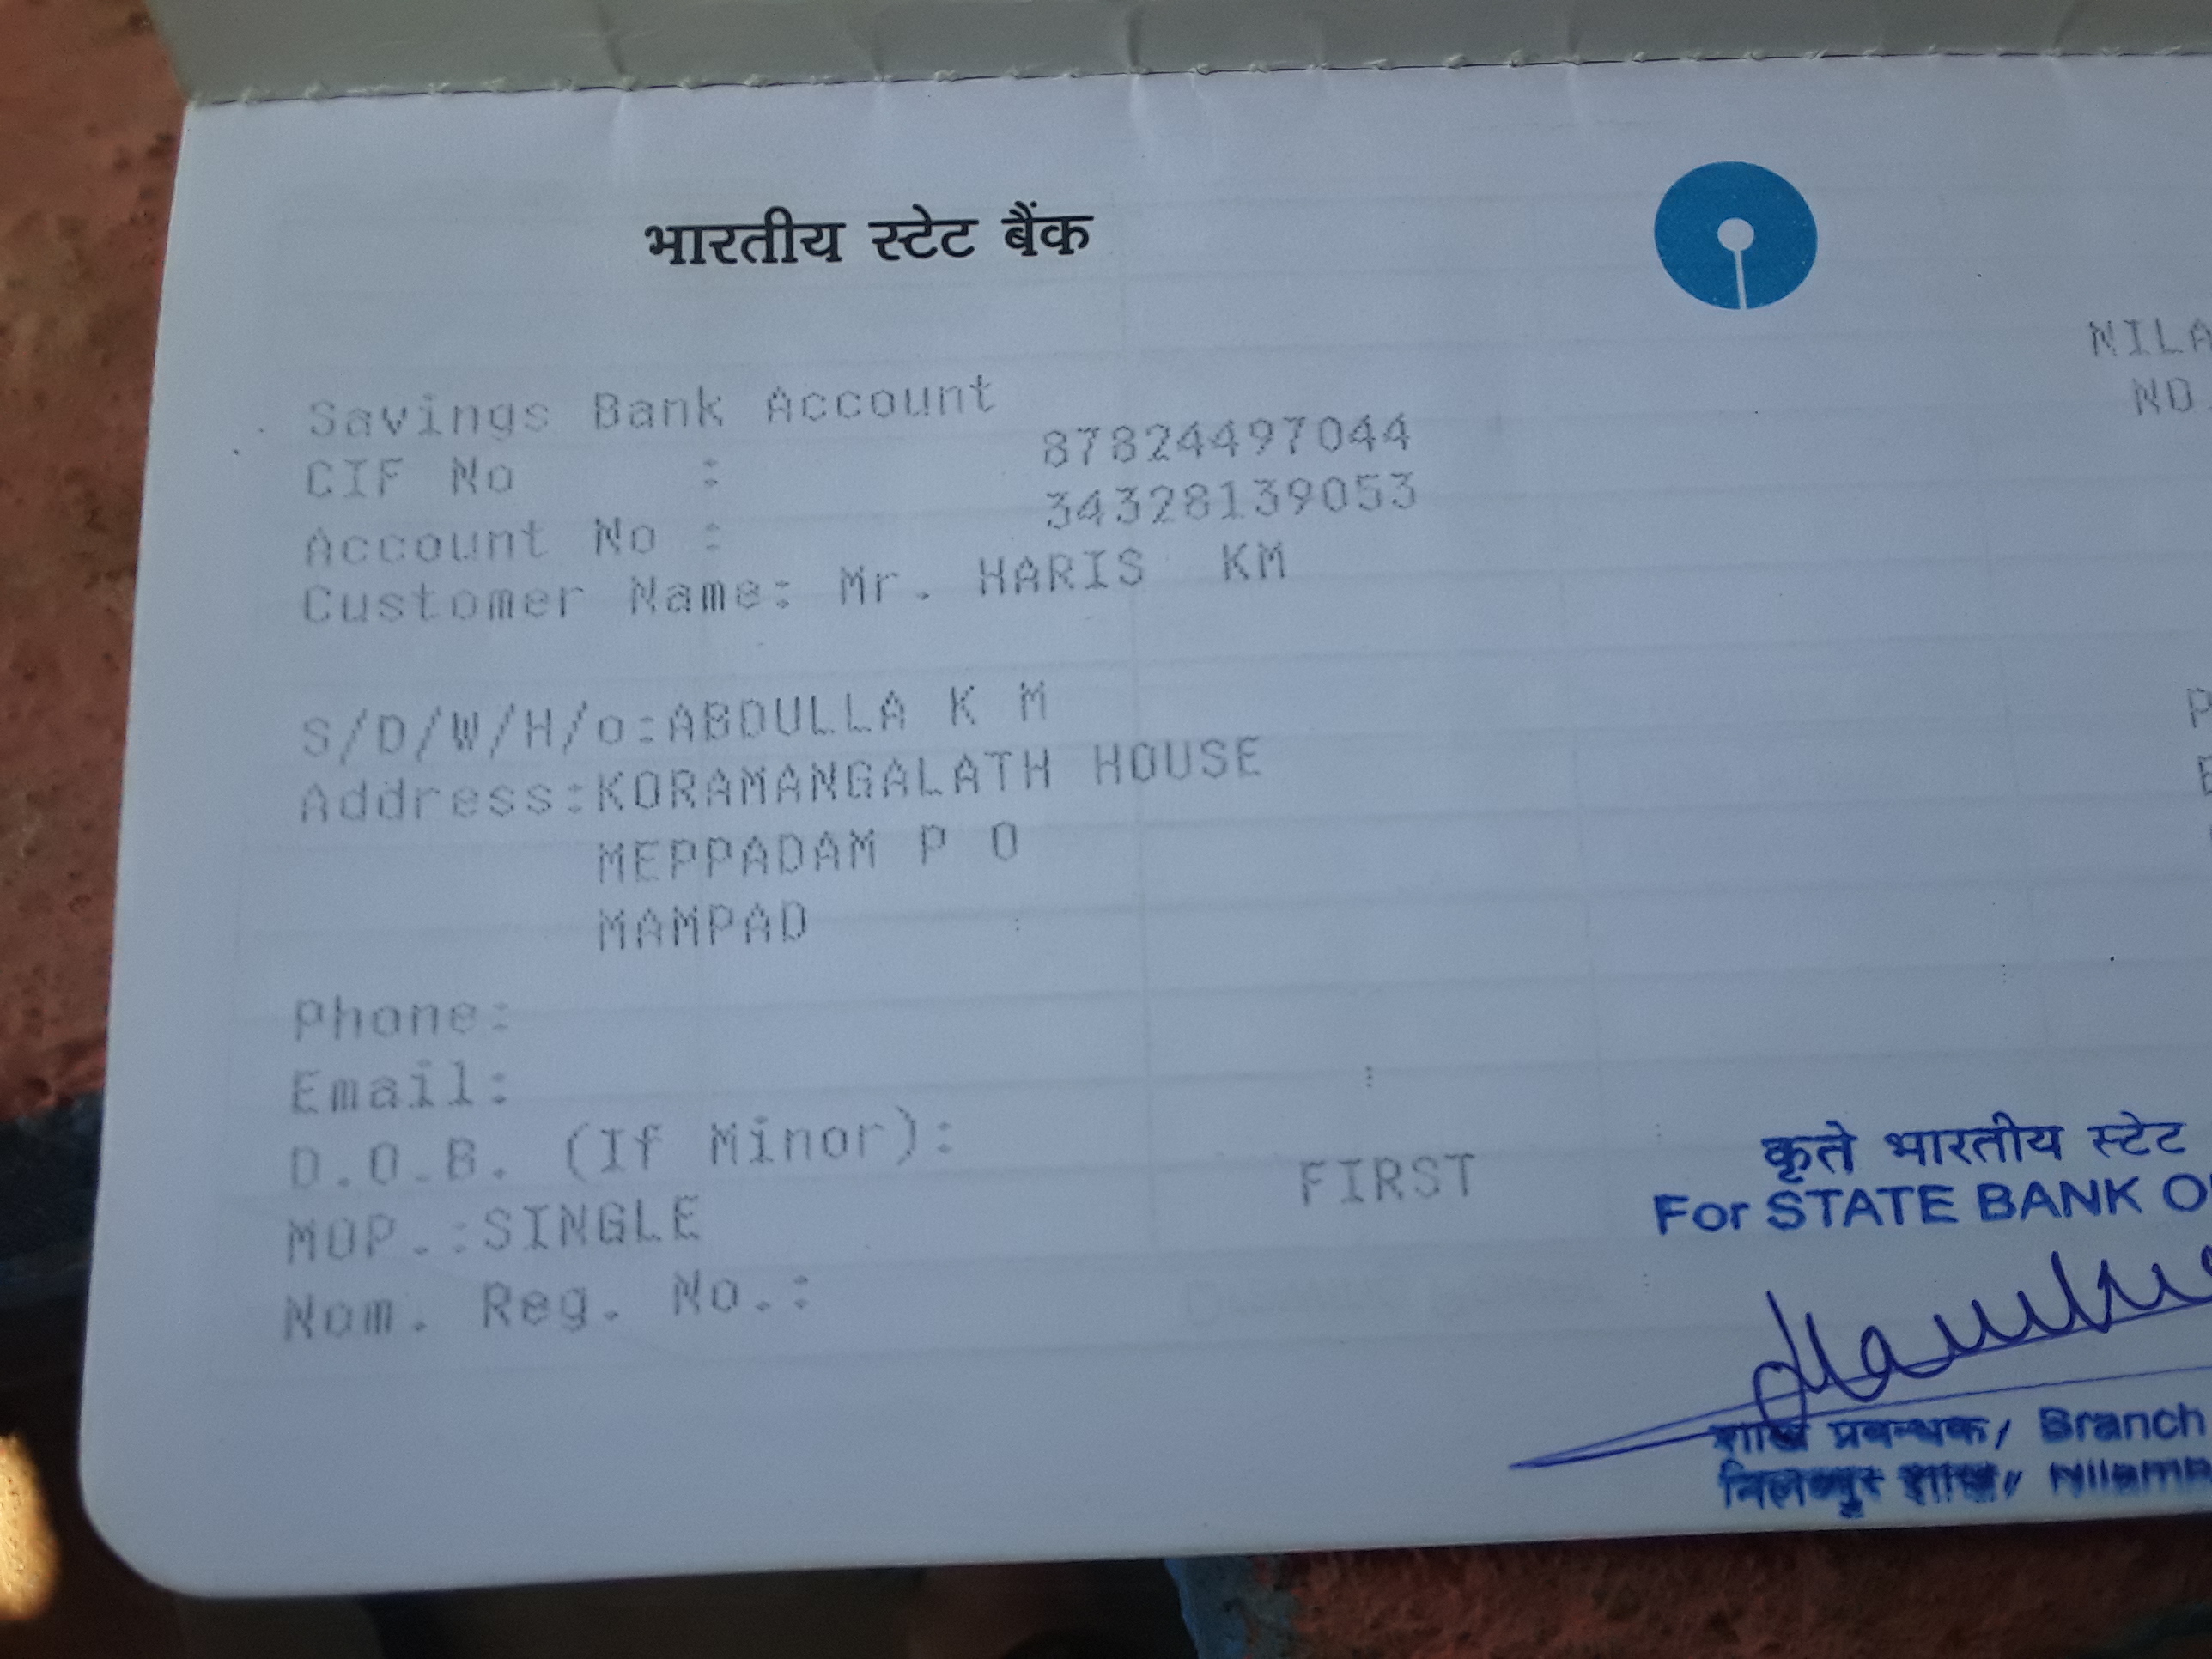 भारतीय स्टेट बैंक
NILA
NO.
Savings Bank Account
CIF No : 87824497044
Account No : 34328139053
Customer Name: Mr. HARIS KM
S/D/W/H/o:ABDULLA K M
Address:KORAMANGALATH HOUSE
MEPPADAM P O
MAMPAD
Phone:
Email:
D.O.B. (If Minor):
MOP.:SINGLE FIRST
Nom. Reg. No.:
कृते भारतीय स्टेट
For STATE BANK O
शाखा प्रबन्धक/ Branch